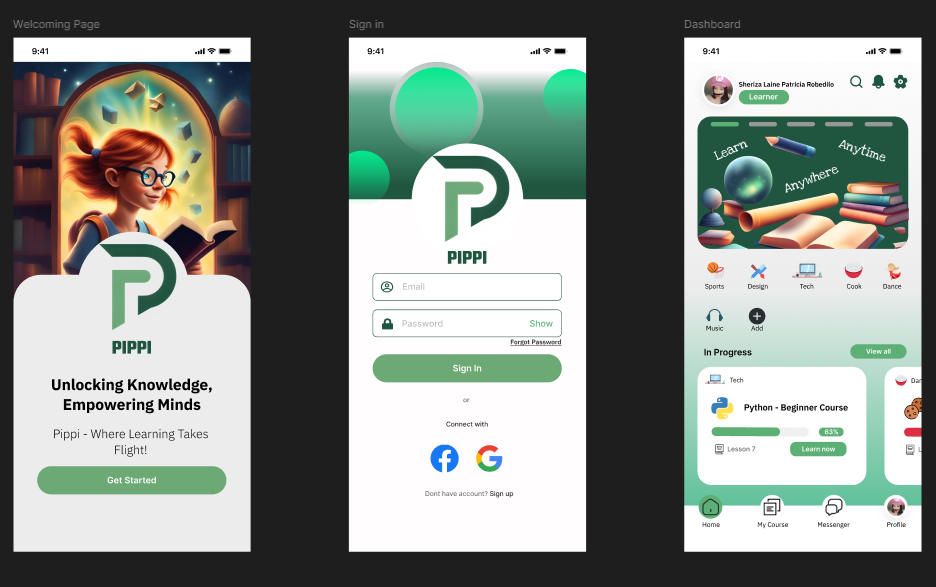 Welcoming Page
9:41
PIPPI
Unlocking Knowledge,
Empowering Minds
Pippi - Where Learning Takes
Flight!
Get Started
Sign in
9:41
PIPPI
Email
Password
Show
Forgot Password
Sign In
or
Connect with
Dont have account? Sign up
Dashboard
9:41
Sheriza Laine Patricia Robedilo
Learner
Learn
Anytime
Anywhere
Sports
Design
Tech
Cook
Dance
Music
Add
In Progress
View all
Tech
Python - Beginner Course
63%
Lesson 7
Learn now
Dan
L
Home
My Course
Messenger
Profile